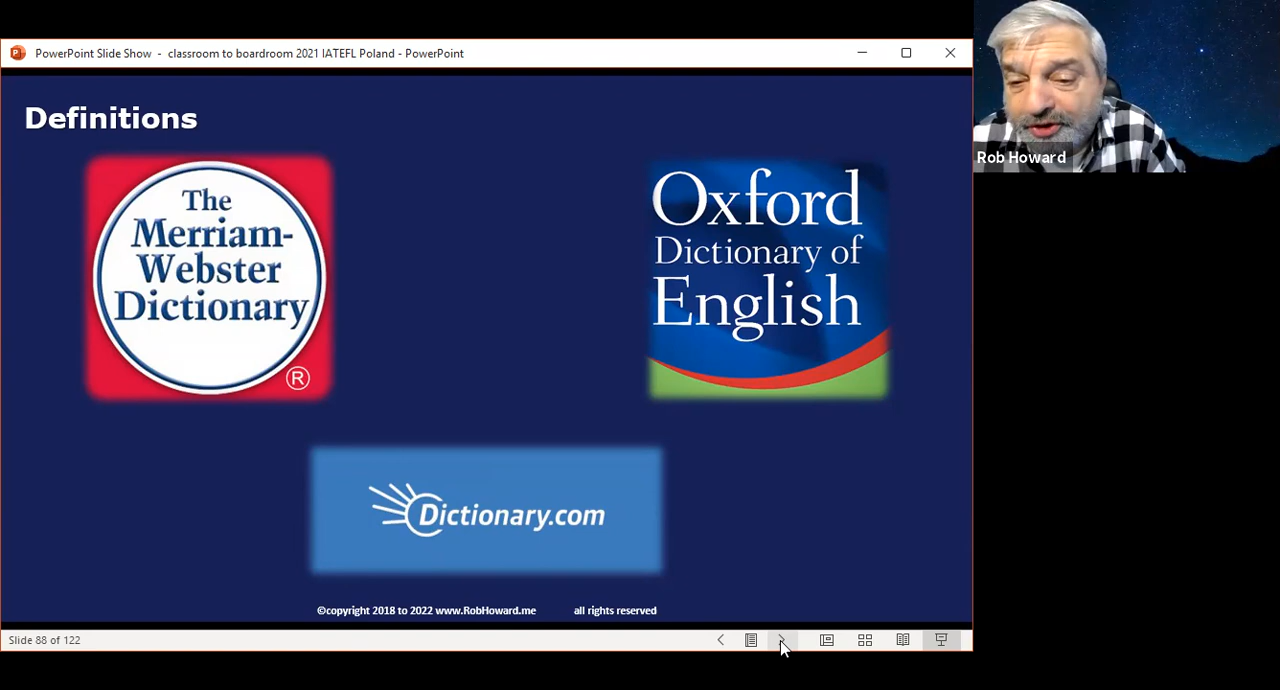 PowerPoint Slide Show - classroom to boardroom 2021 IATEFL Poland - PowerPoint
Definitions
The
Merriam-
Webster
Dictionary
®
Oxford
Dictionary of
English
Dictionary.com
©copyright 2018 to 2022 www.RobHoward.me all rights reserved
Slide 88 of 122
Rob Howard